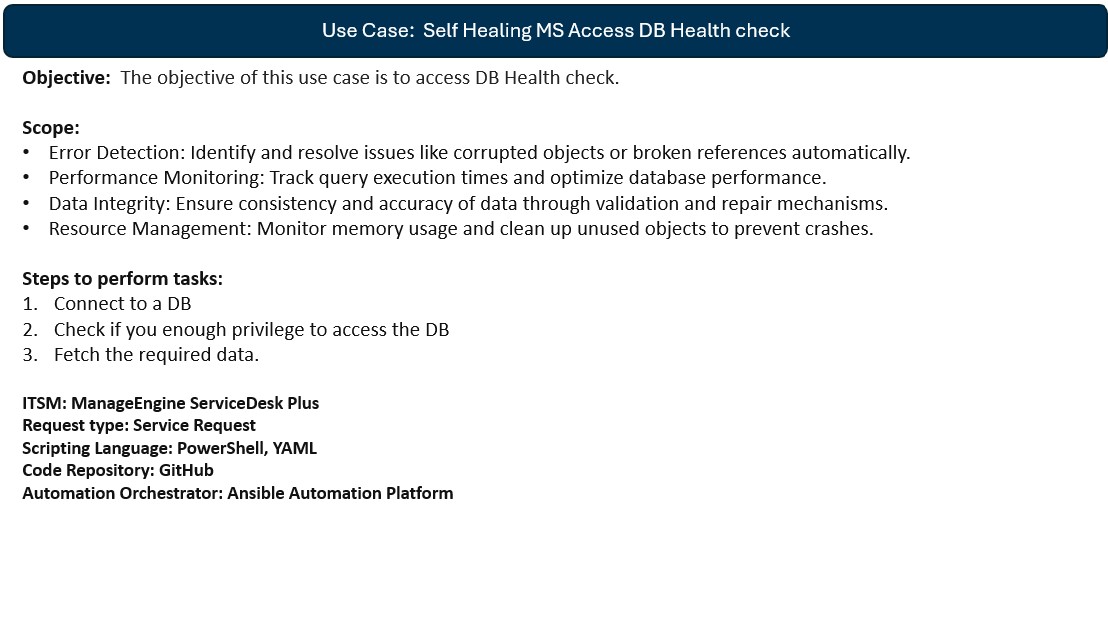 Use Case:  Self Healing MS Access DB Health check
Objective:  The objective of this use case is to access DB Health check.
Scope:
• Error Detection: Identify and resolve issues like corrupted objects or broken references automatically.
• Performance Monitoring: Track query execution times and optimize database performance.
• Data Integrity: Ensure consistency and accuracy of data through validation and repair mechanisms.
• Resource Management: Monitor memory usage and clean up unused objects to prevent crashes.
Steps to perform tasks:
1. Connect to a DB
2. Check if you enough privilege to access the DB
3. Fetch the required data.
ITSM: ManageEngine ServiceDesk Plus
Request type: Service Request
Scripting Language: PowerShell, YAML
Code Repository: GitHub
Automation Orchestrator: Ansible Automation Platform